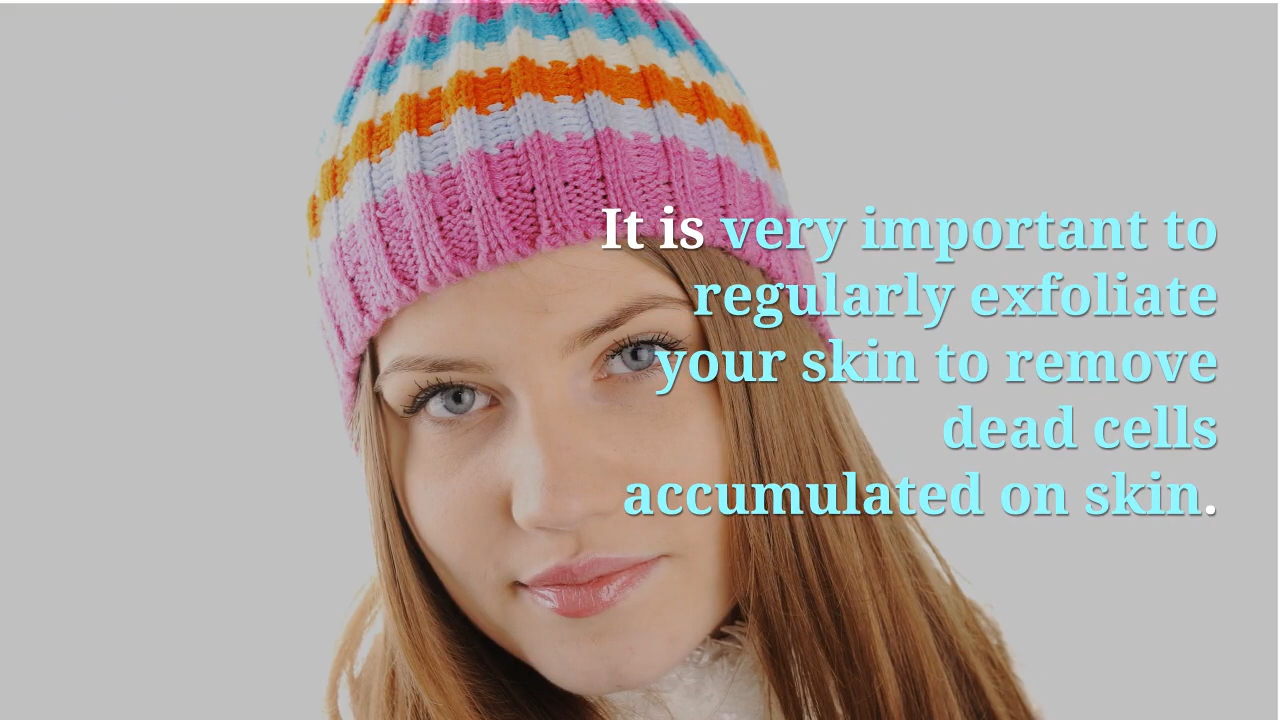 It is very important to
regularly exfoliate
your skin to remove
dead cells
accumulated on skin.